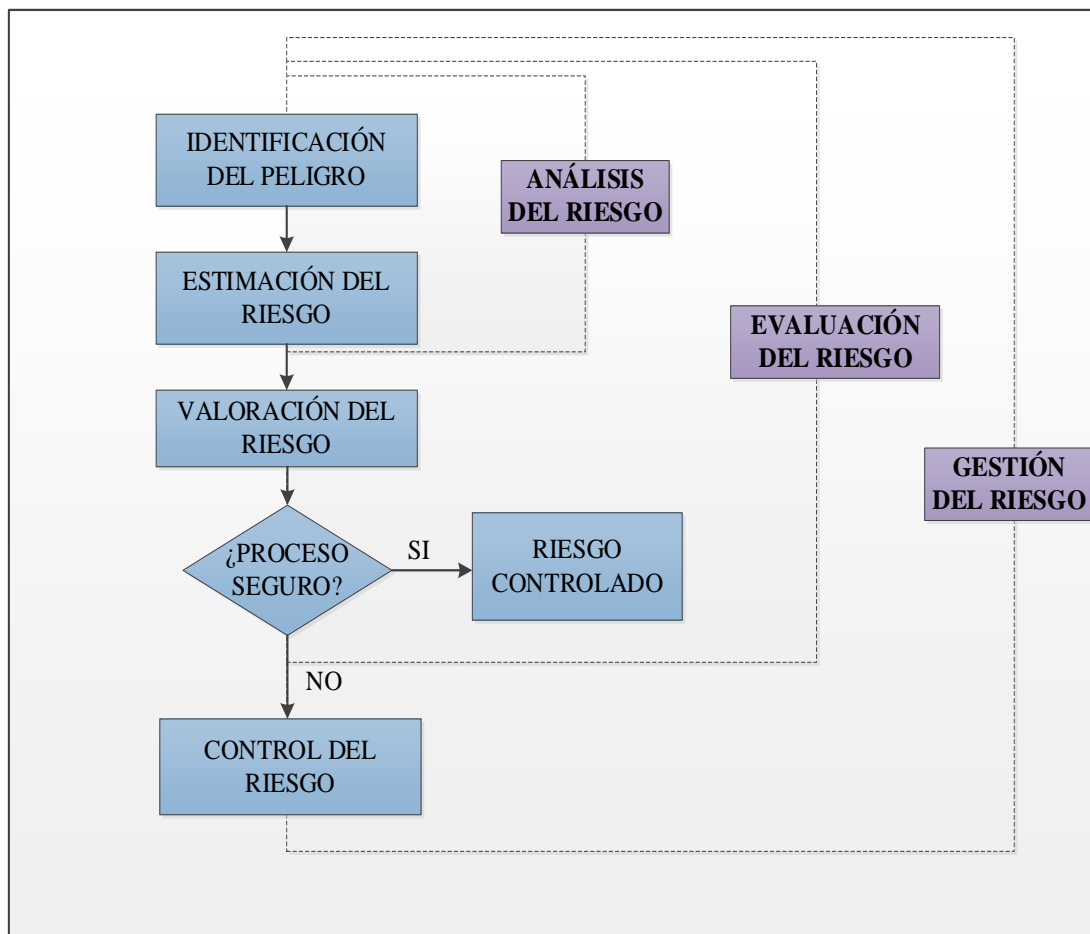 IDENTIFICACIÓN
DEL PELIGRO
ANÁLISIS
DEL RIESGO
ESTIMACIÓN DEL
RIESGO
EVALUACIÓN
DEL RIESGO
VALORACIÓN DEL
RIESGO
GESTIÓN
DEL RIESGO
¿PROCESO
SEGURO?
SI
RIESGO
CONTROLADO
NO
CONTROL DEL
RIESGO